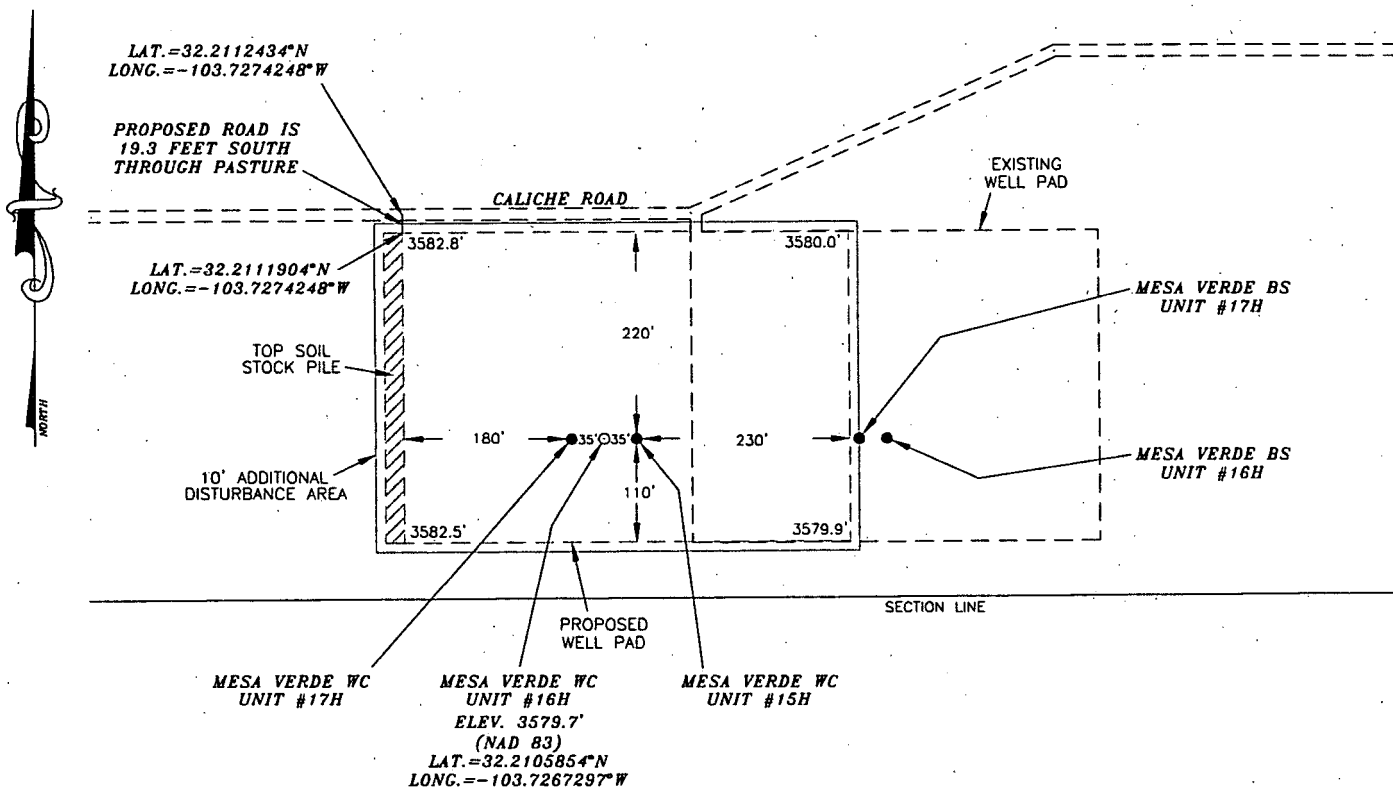 LAT.=32.2112434°N
LONG.=-103.7274248°W
PROPOSED ROAD IS
19.3 FEET SOUTH
THROUGH PASTURE
CALICHE ROAD
EXISTING
WELL PAD
3582.8'
3580.0'
LAT.=32.2111904°N
LONG.=-103.7274248°W
MESA VERDE BS
UNIT #17H
220'
TOP SOIL
STOCK PILE
NORTH
180'
35'
35'
230'
MESA VERDE BS
UNIT #16H
10' ADDITIONAL
DISTURBANCE AREA
110'
3582.5'
3579.9'
SECTION LINE
PROPOSED
WELL PAD
MESA VERDE WC
UNIT #17H
MESA VERDE WC
UNIT #16H
ELEV. 3579.7'
(NAD 83)
LAT.=32.2105854°N
LONG.=-103.7267297°W
MESA VERDE WC
UNIT #15H